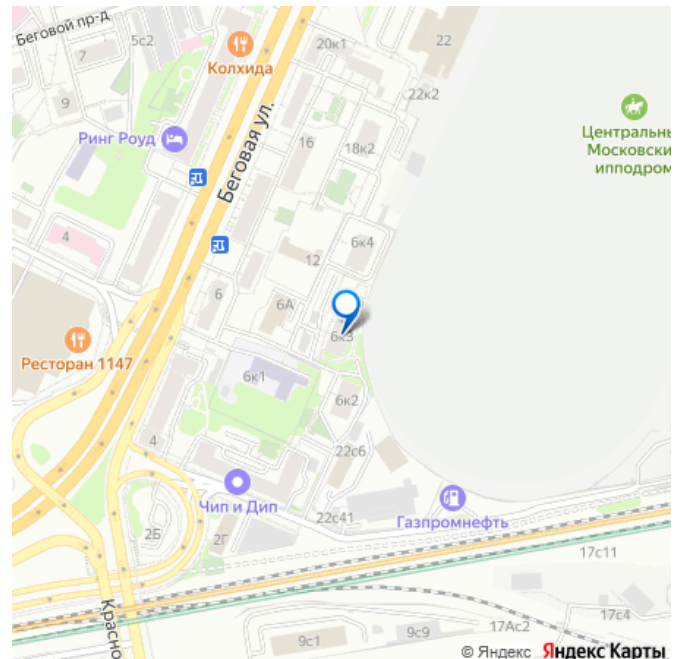 Беговой пр-д
5с2
7
9
Колхида
20к1
22
22к2
Беговая ул.
16
18к2
Ринг Роуд
Центральны
Московски
ипподром
4
6к4
12
6
6А
6к3
Ресторан 1147
6к1
6к2
4
22с6
Чип и Дип
22с41
Газпромнефть
2Б
2Г
17с11
Красно
17с4
17Ас2
9с9
9с1
© Яндекс Яндекс Карты